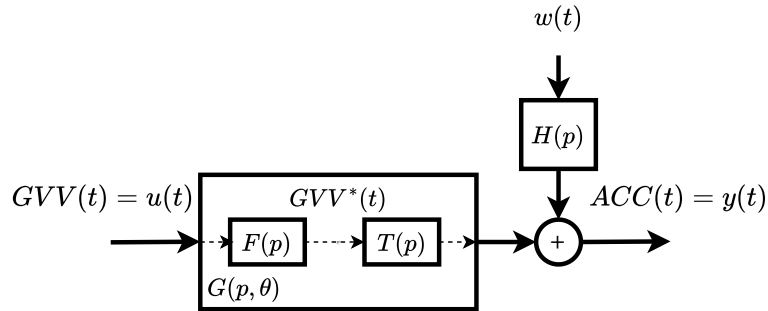 w(t)
H(p)
GVV(t) = u(t)
GVV*(t)
ACC(t) = y(t)
F(p)
T(p)
+
G(p, θ)